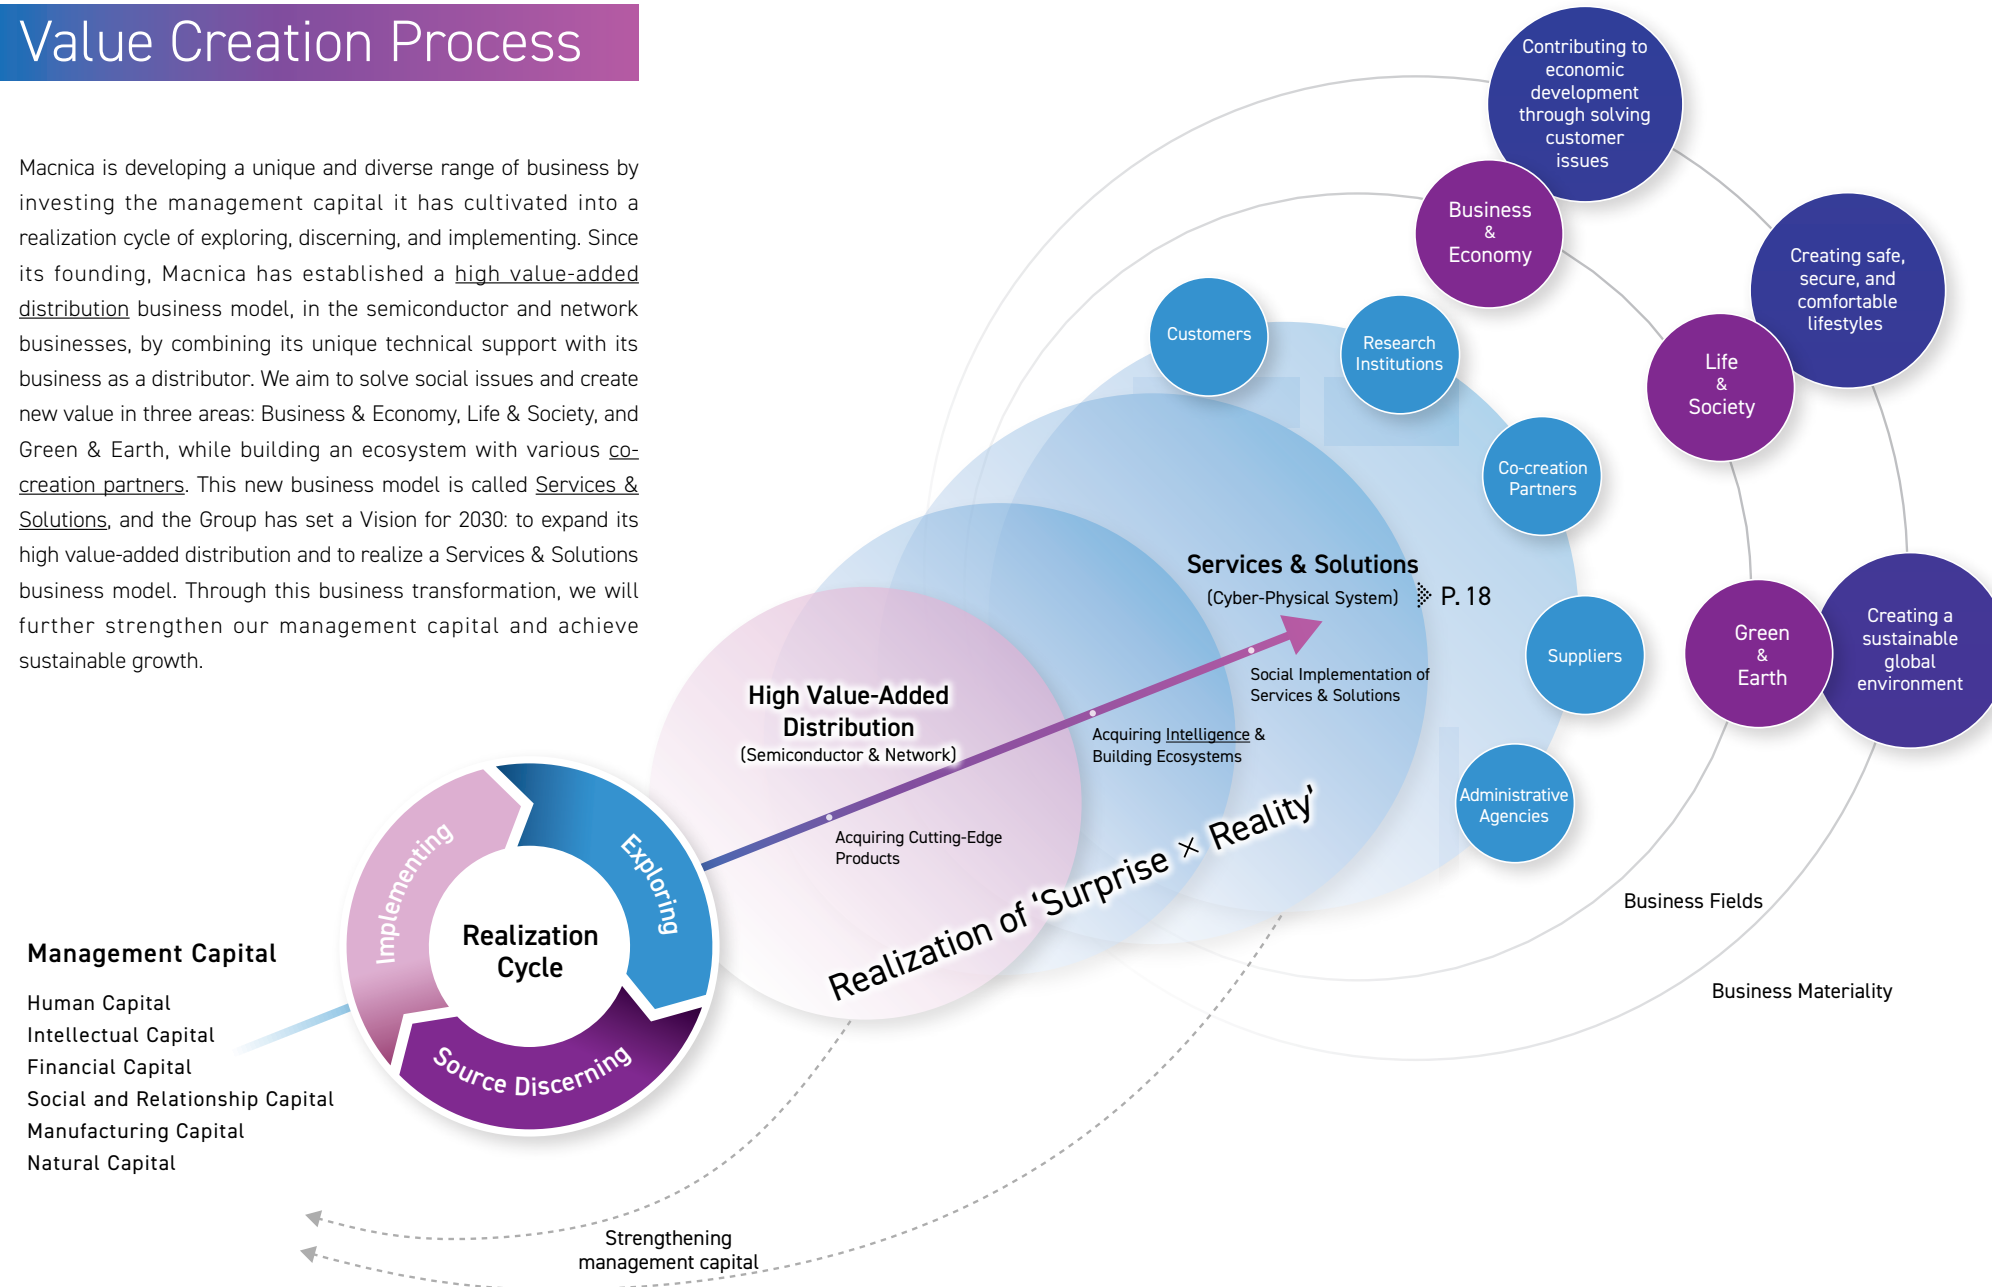 Value Creation Process
Macnica is developing a unique and diverse range of business by
investing the management capital it has cultivated into a
realization cycle of exploring, discerning, and implementing. Since
its founding, Macnica has established a high value-added
distribution business model, in the semiconductor and network
businesses, by combining its unique technical support with its
business as a distributor. We aim to solve social issues and create
new value in three areas: Business & Economy, Life & Society, and
Green & Earth, while building an ecosystem with various co-
creation partners. This new business model is called Services &
Solutions, and the Group has set a Vision for 2030: to expand its
high value-added distribution and to realize a Services & Solutions
business model. Through this business transformation, we will
further strengthen our management capital and achieve
sustainable growth.
Management Capital
Human Capital
Intellectual Capital
Financial Capital
Social and Relationship Capital
Manufacturing Capital
Natural Capital
Realization
Cycle
Exploring
Source Discerning
Implementing
High Value-Added
Distribution
(Semiconductor & Network)
Acquiring Cutting-Edge
Products
Acquiring Intelligence &
Building Ecosystems
Social Implementation of
Services & Solutions
Services & Solutions
(Cyber-Physical System)
P. 18
Realization of ‘Surprise × Reality’
Customers
Research
Institutions
Co-creation
Partners
Suppliers
Administrative
Agencies
Business
&
Economy
Life
&
Society
Green
&
Earth
Contributing to
economic
development
through solving
customer
issues
Creating safe,
secure, and
comfortable
lifestyles
Creating a
sustainable
global
environment
Business Fields
Business Materiality
Strengthening
management capital